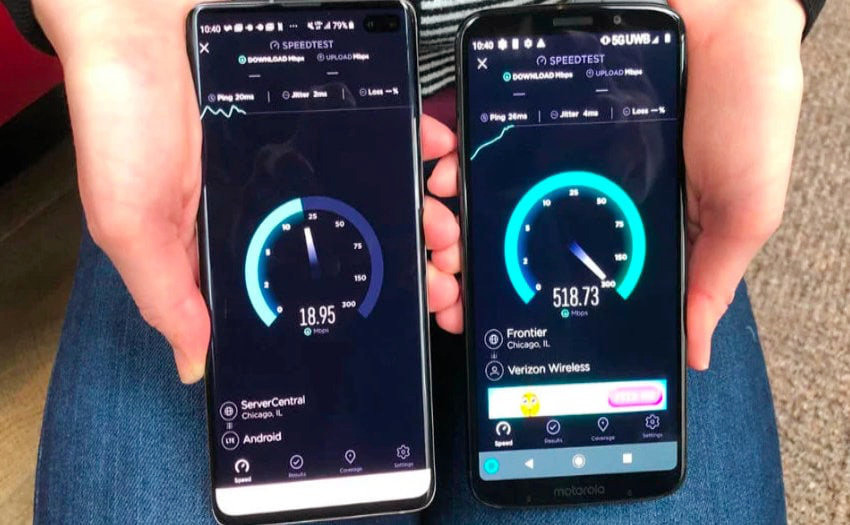 10:40
79%
SPEEDTEST
DOWNLOAD Mbps
UPLOAD Mbps
Ping 20ms
Jitter 2ms
Loss —%
0
5
10
25
50
75
150
300
18.95
Mbps
ServerCentral
Chicago, IL
LTE Android
Speed
Results
Coverage
Settings
10:40
5G UWB
SPEEDTEST
DOWNLOAD Mbps
UPLOAD Mbps
Ping 26ms
Jitter 4ms
Loss —%
0
5
10
25
50
75
150
300
518.73
Mbps
Frontier
Chicago, IL
Verizon Wireless
Speed
Results
Coverage
Settings
motorola